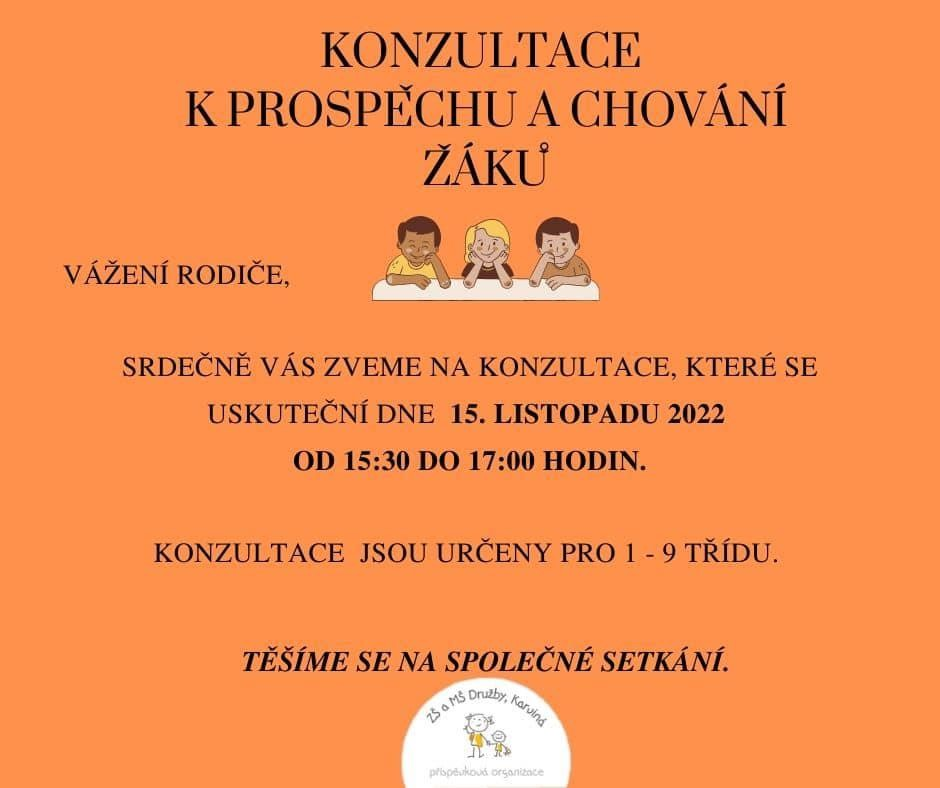 KONZULTACE
K PROSPĚCHU A CHOVÁNÍ
ŽÁKŮ
VÁŽENÍ RODIČE,
SRDEČNĚ VÁS ZVEME NA KONZULTACE, KTERÉ SE
USKUTEČNÍ DNE 15. LISTOPADU 2022
OD 15:30 DO 17:00 HODIN.
KONZULTACE JSOU URČENY PRO 1 - 9 TŘÍDU.
TĚŠÍME SE NA SPOLEČNÉ SETKÁNÍ.
ZŠ a MŠ Družby, Karviná
příspěvková organizace